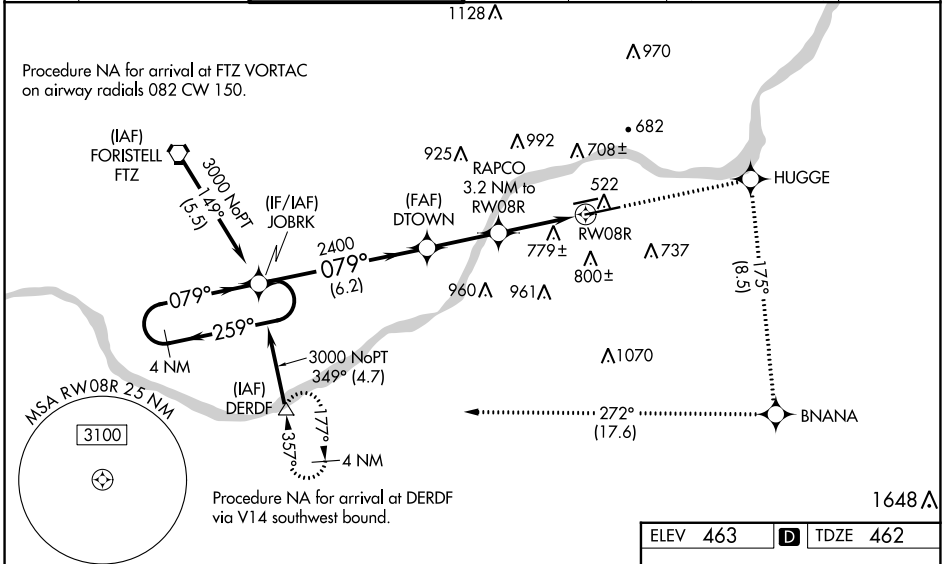 1128
970
Procedure NA for arrival at FTZ VORTAC
on airway radials 082 CW 150.
682
(IAF)
FORISTELL
FTZ
3000 NoPT
149°
(5.5)
925
992
708±
RAPCO
3.2 NM to
RW08R
522
HUGGE
(IF/IAF)
JOBRK
(FAF)
DTOWN
RW08R
2400
079°
(6.2)
779±
800±
737
079°
259°
960
961
175°
(8.5)
4 NM
3000 NoPT
349° (4.7)
1070
(IAF)
DERDF
MSA RW08R 25 NM
3100
177°
357°
4 NM
272°
(17.6)
BNANA
Procedure NA for arrival at DERDF
via V14 southwest bound.
1648
ELEV 463 D TDZE 462